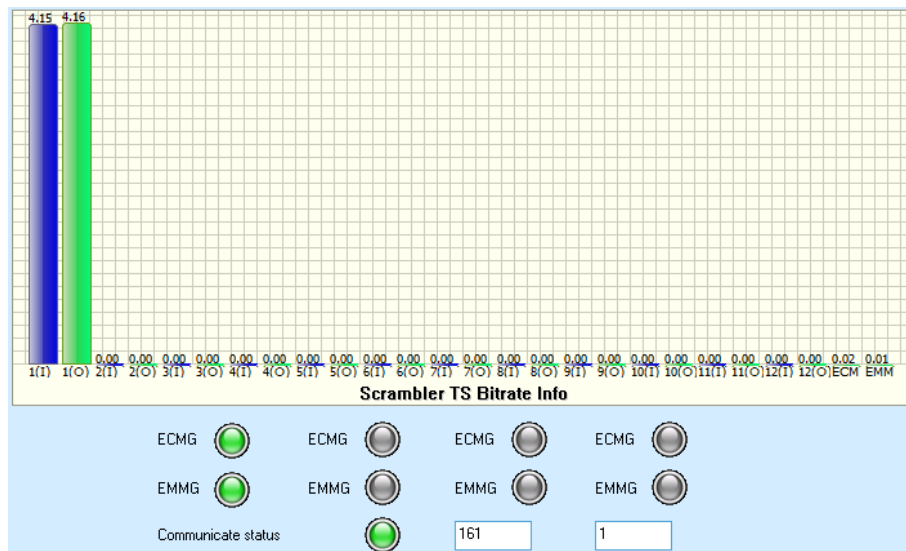 4.15 4.16
0.00 0.00 0.00 0.00 0.00 0.00 0.00 0.00 0.00 0.00 0.00 0.00 0.00 0.00 0.00 0.00 0.00 0.00 0.00 0.00 0.00 0.00 0.02 0.01
1(I) 1(O) 2(I) 2(O) 3(I) 3(O) 4(I) 4(O) 5(I) 5(O) 6(I) 6(O) 7(I) 7(O) 8(I) 8(O) 9(I) 9(O) 10(I) 10(O) 11(I) 11(O) 12(I) 12(O) ECM EMM
Scrambler TS Bitrate Info
ECMG ECMG ECMG ECMG
EMMG EMMG EMMG EMMG
Communicate status 161 1